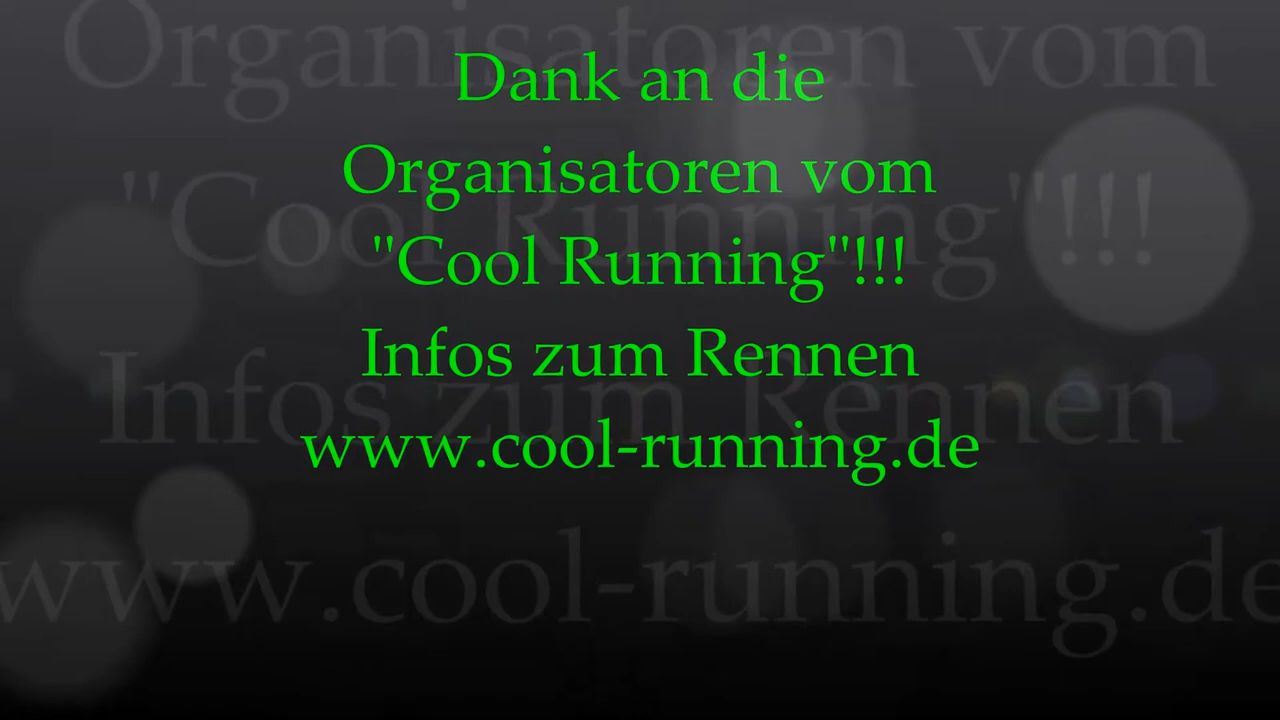 Dank an die
Organisatoren vom
"Cool Running"!!!
Infos zum Rennen
www.cool-running.de